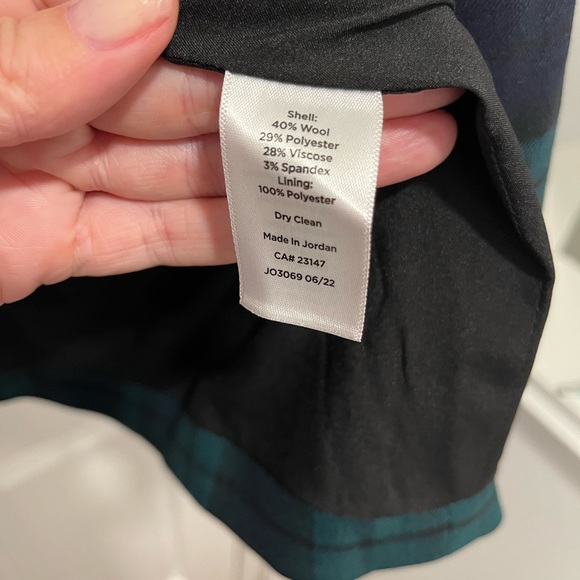 Shell:
40% Wool
29% Polyester
28% Viscose
3% Spandex
Lining:
100% Polyester
Dry Clean
Made In Jordan
CA# 23147
JO3069 06/22